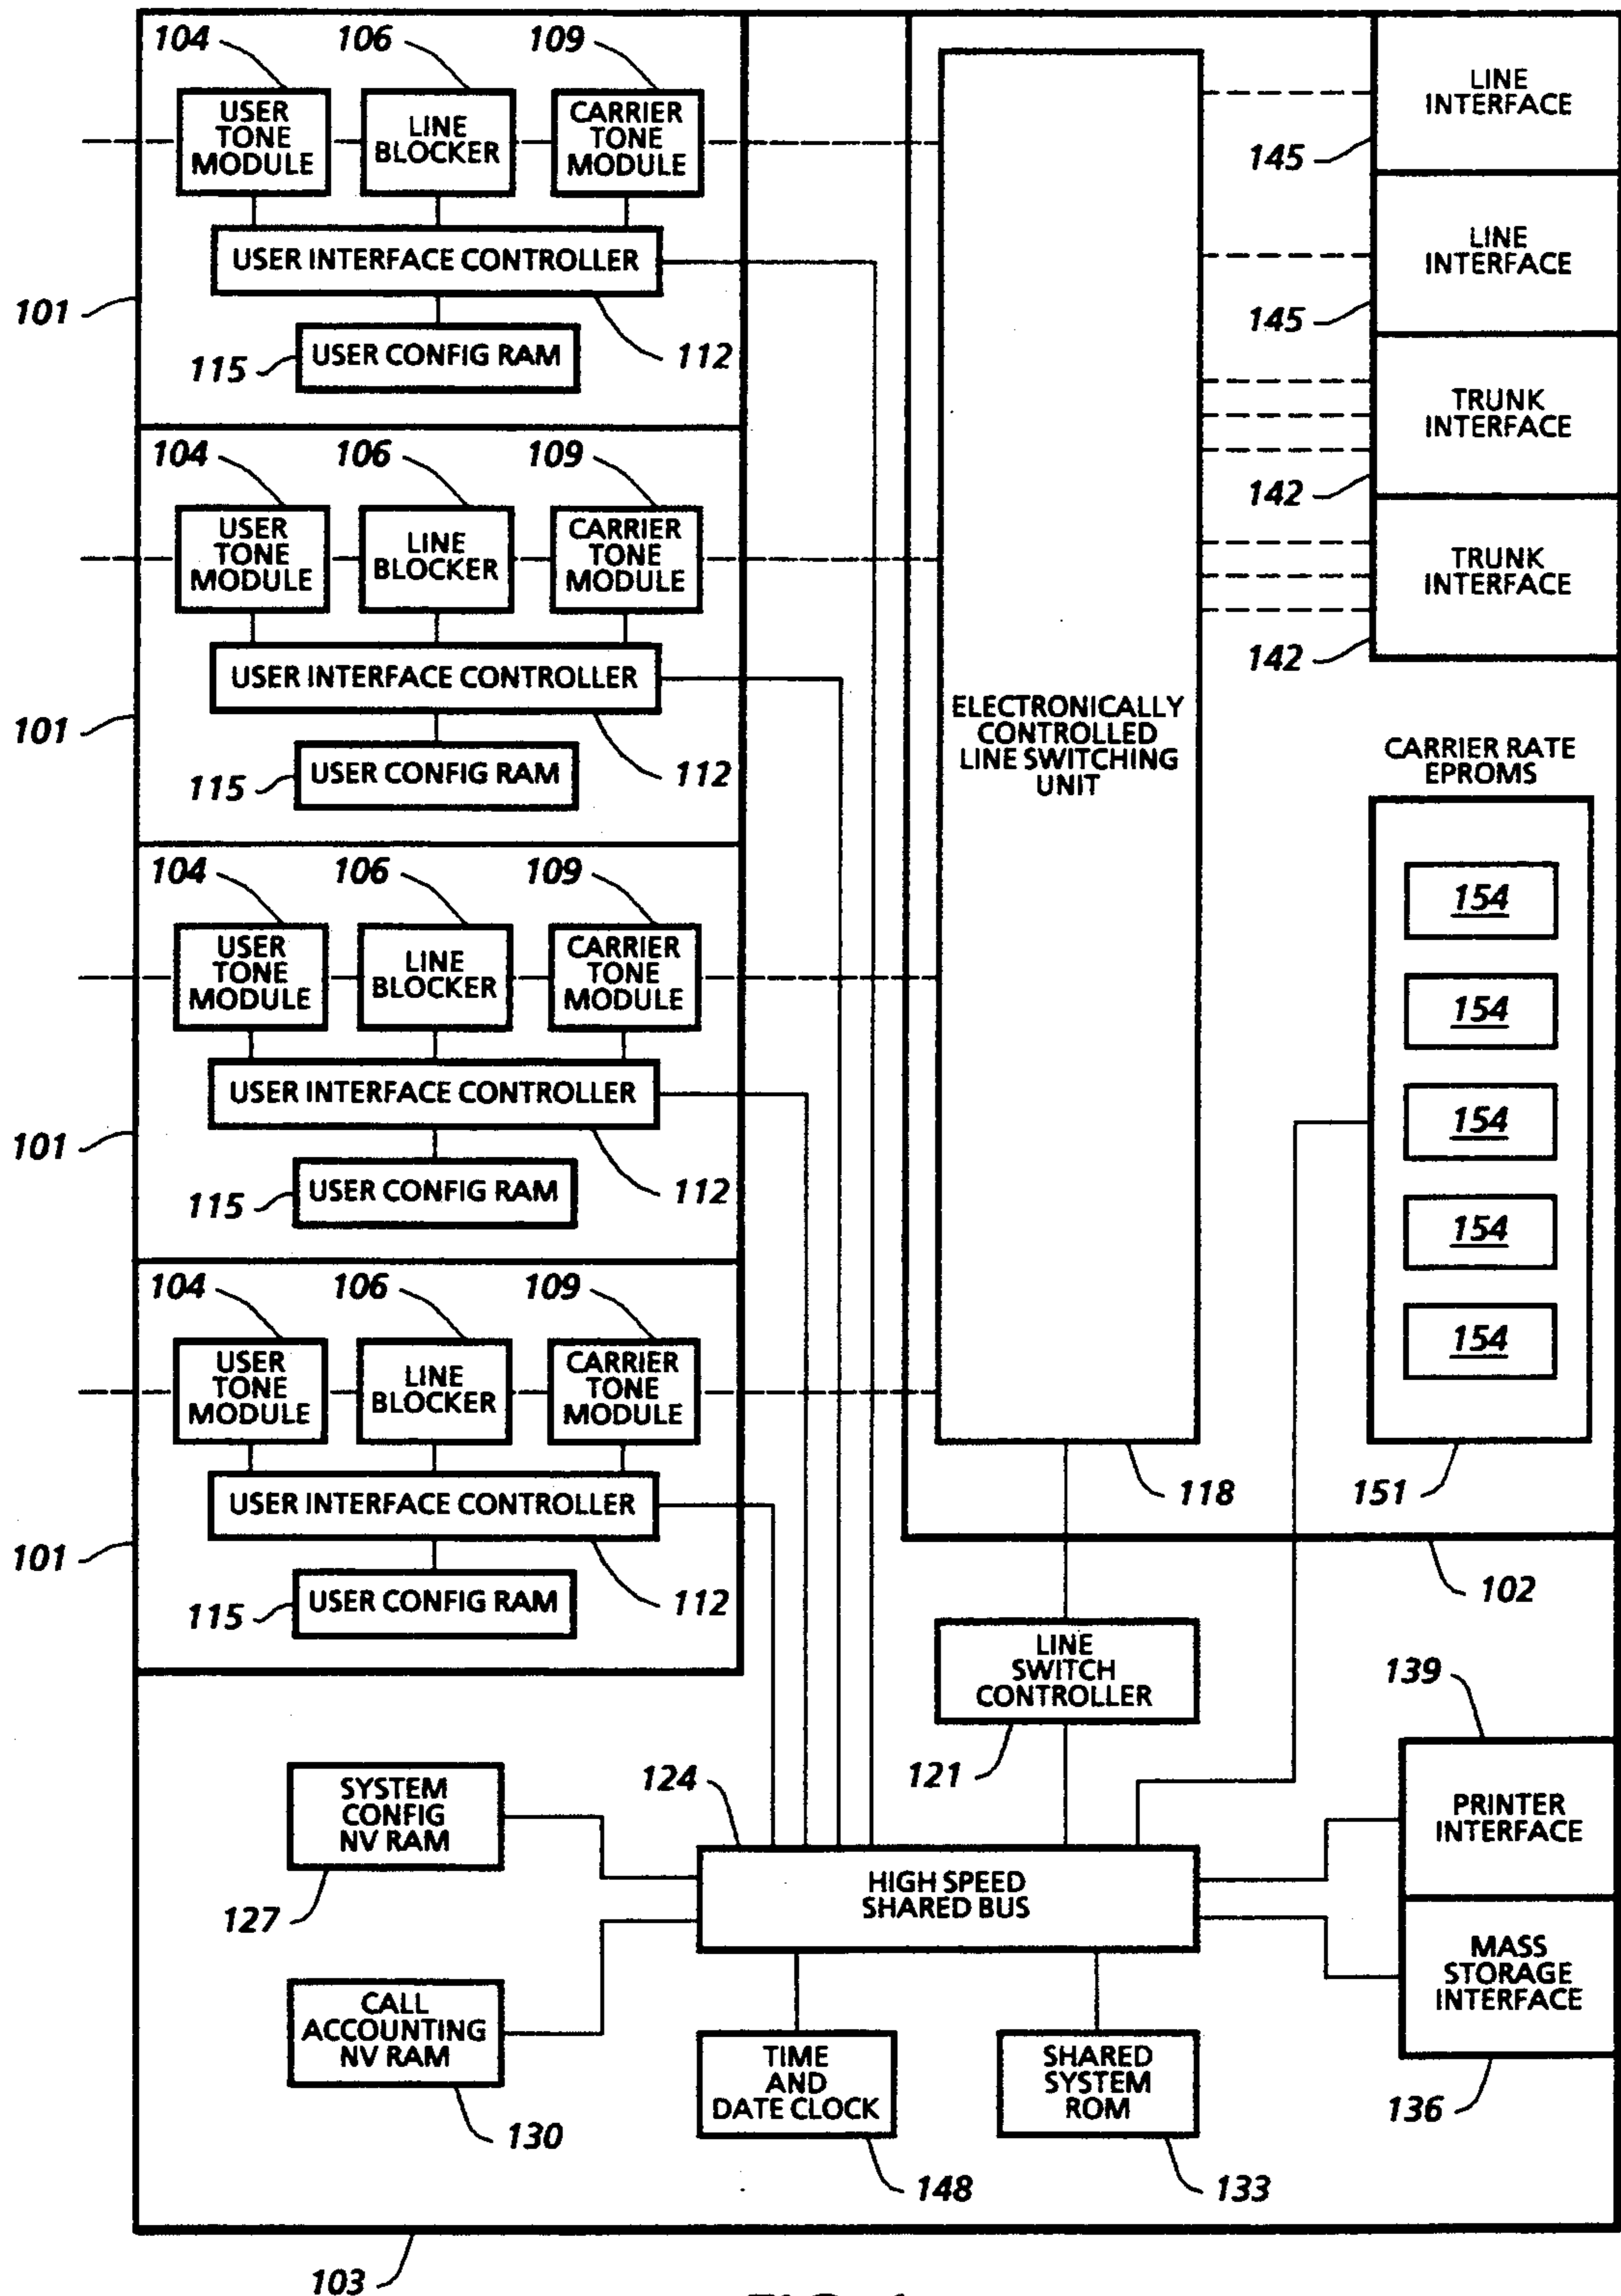 104
106
109
USER
TONE
MODULE
LINE
BLOCKER
CARRIER
TONE
MODULE
USER INTERFACE CONTROLLER
101
115
USER CONFIG RAM
112
104
106
109
USER
TONE
MODULE
LINE
BLOCKER
CARRIER
TONE
MODULE
USER INTERFACE CONTROLLER
101
115
USER CONFIG RAM
112
104
106
109
USER
TONE
MODULE
LINE
BLOCKER
CARRIER
TONE
MODULE
USER INTERFACE CONTROLLER
101
115
USER CONFIG RAM
112
104
106
109
USER
TONE
MODULE
LINE
BLOCKER
CARRIER
TONE
MODULE
USER INTERFACE CONTROLLER
101
115
USER CONFIG RAM
112
ELECTRONICALLY
CONTROLLED
LINE SWITCHING
UNIT
118
LINE
INTERFACE
145
LINE
INTERFACE
145
TRUNK
INTERFACE
142
TRUNK
INTERFACE
142
CARRIER RATE
EPROMS
154
154
154
154
154
151
102
LINE
SWITCH
CONTROLLER
121
139
PRINTER
INTERFACE
MASS
STORAGE
INTERFACE
136
SYSTEM
CONFIG
NV RAM
127
124
HIGH SPEED
SHARED BUS
CALL
ACCOUNTING
NV RAM
130
TIME
AND
DATE CLOCK
148
SHARED
SYSTEM
ROM
133
103